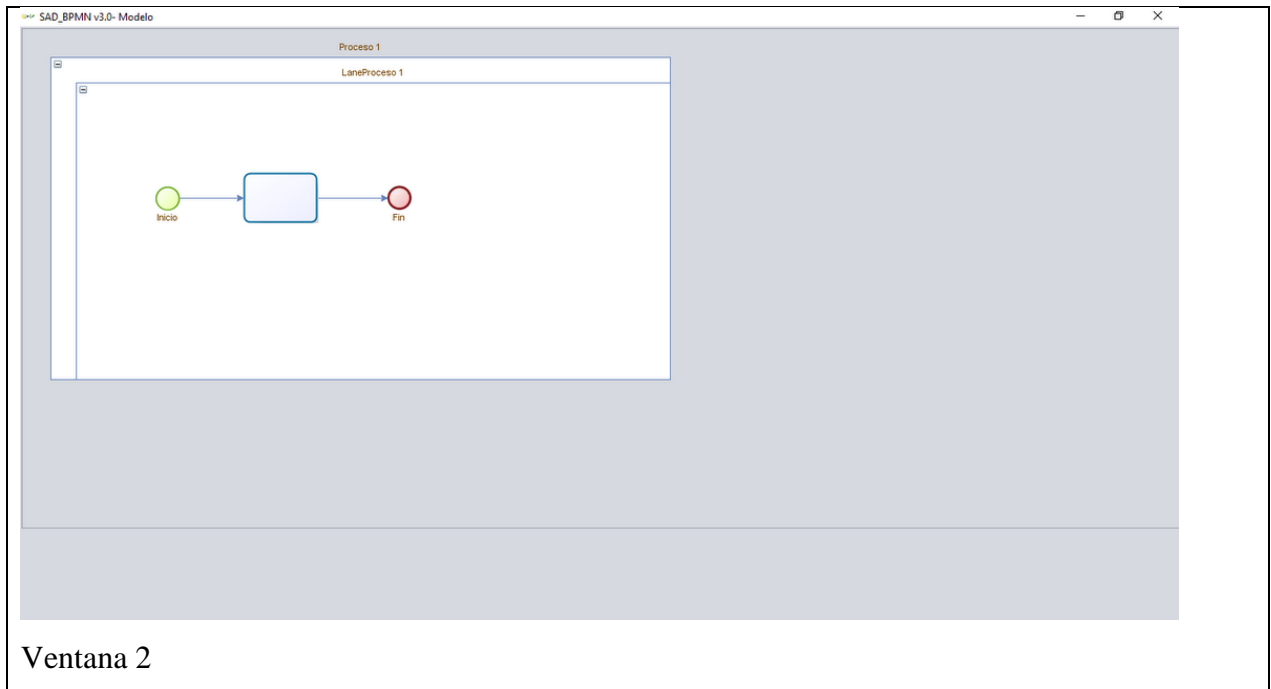 SAD_BPMN v3.0- Modelo
Proceso 1
LaneProceso 1
Inicio
Fin
Ventana 2